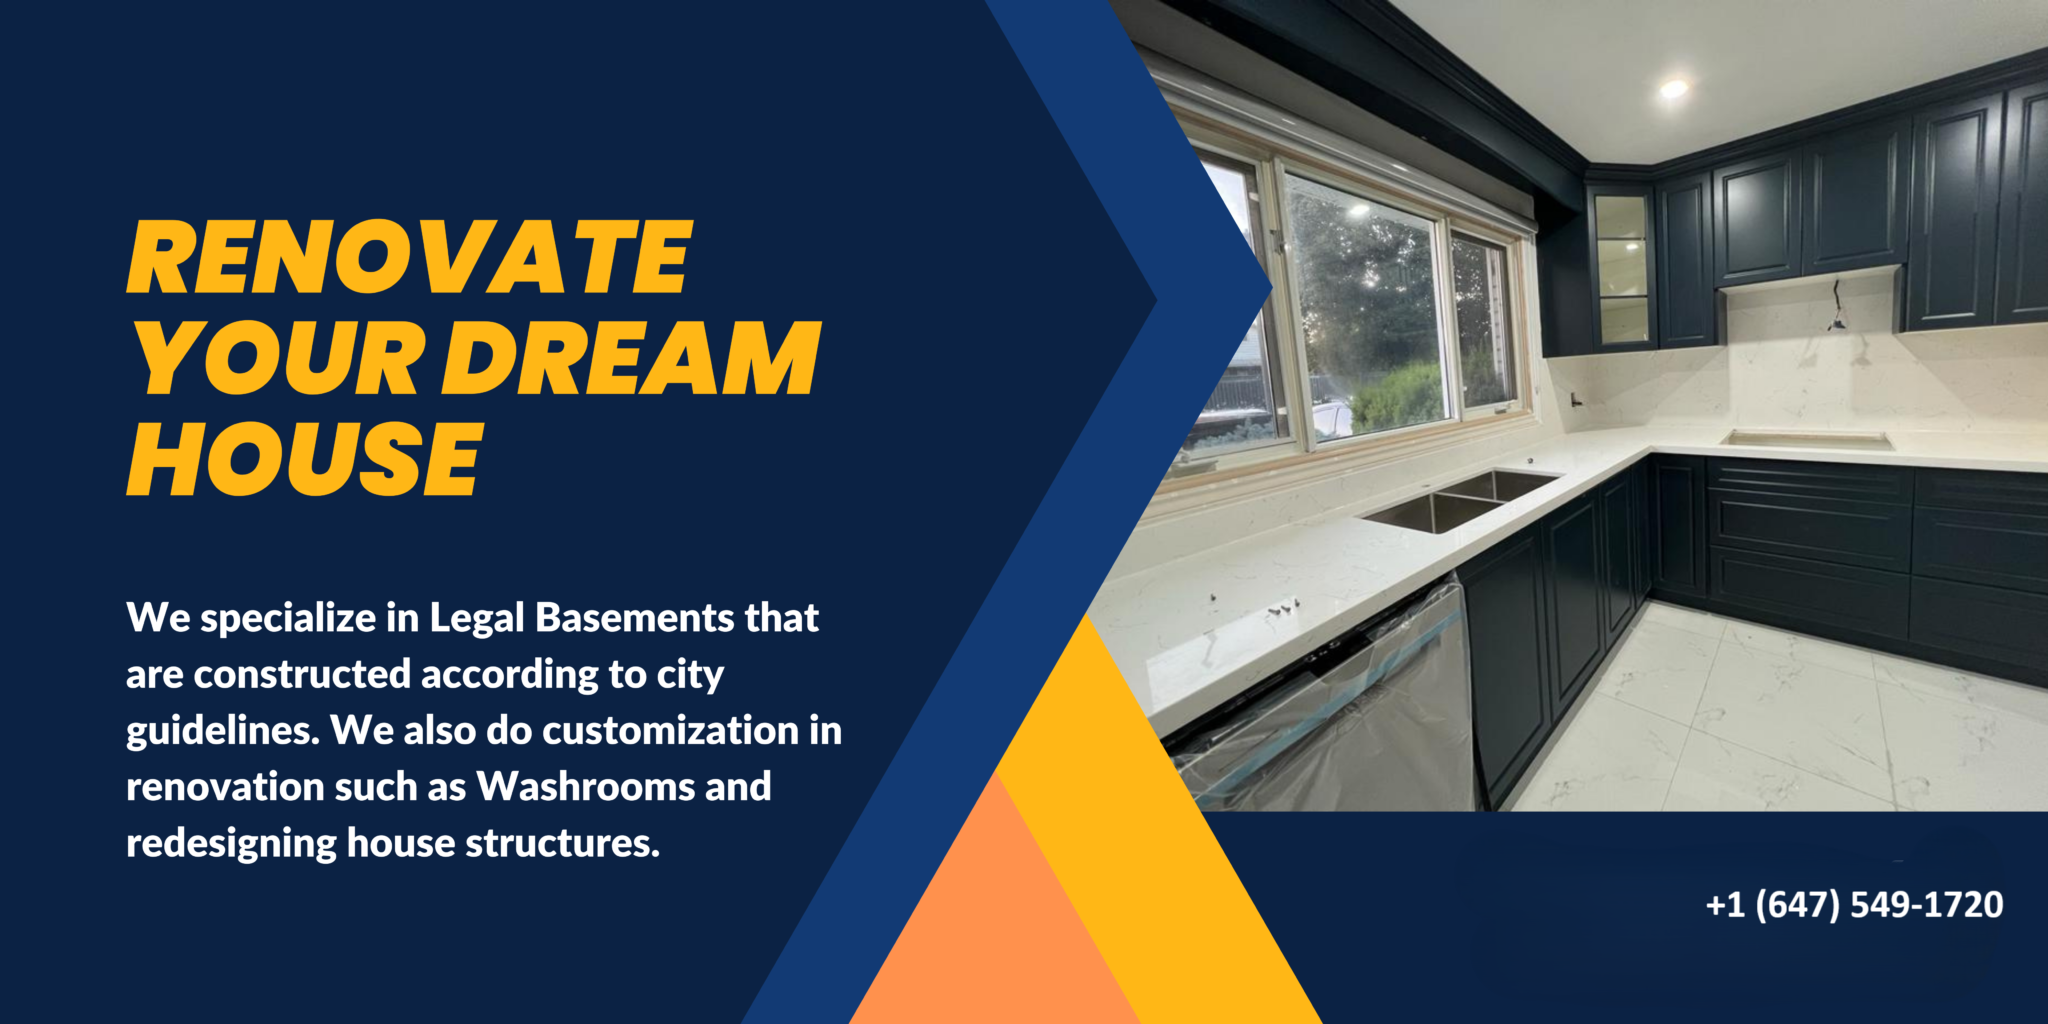 RENOVATE
YOUR DREAM
HOUSE
We specialize in Legal Basements that
are constructed according to city
guidelines. We also do customization in
renovation such as Washrooms and
redesigning house structures.
+1 (647) 549-1720